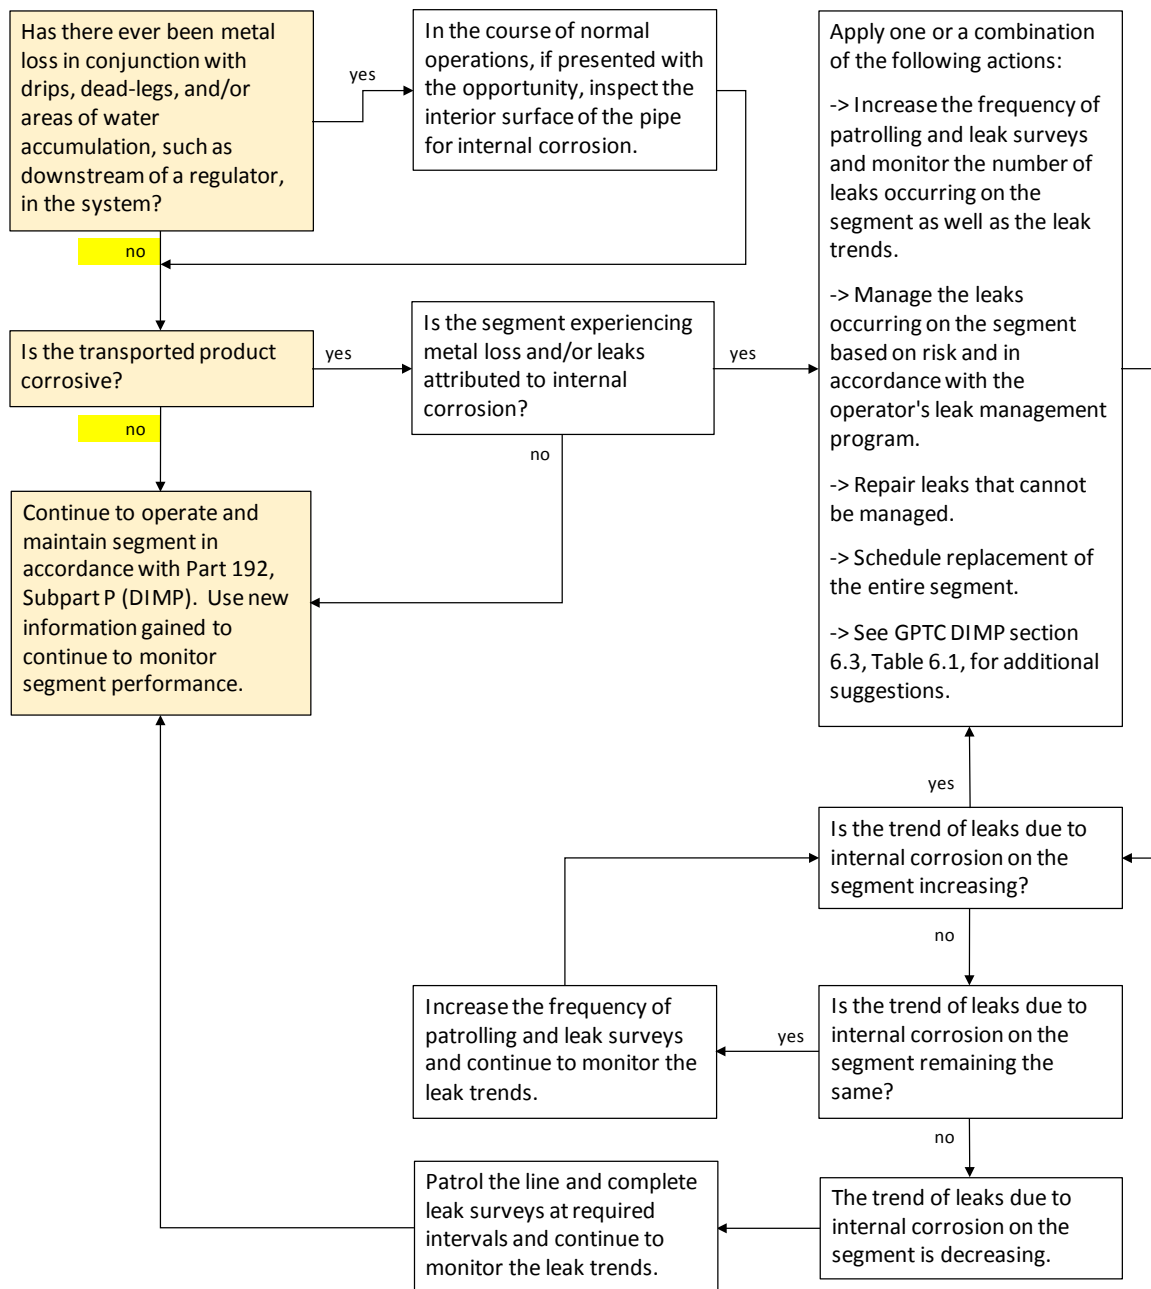 Has there ever been metal
loss in conjunction with
drips, dead-legs, and/or
areas of water
accumulation, such as
downstream of a regulator,
in the system?
yes
In the course of normal
operations, if presented with
the opportunity, inspect the
interior surface of the pipe
for internal corrosion.
no
Is the transported product
corrosive?
yes
Is the segment experiencing
metal loss and/or leaks
attributed to internal
corrosion?
yes
no
no
Continue to operate and
maintain segment in
accordance with Part 192,
Subpart P (DIMP).  Use new
information gained to
continue to monitor
segment performance.
Apply one or a combination
of the following actions:
-> Increase the frequency of
patrolling and leak surveys
and monitor the number of
leaks occurring on the
segment as well as the leak
trends.
-> Manage the leaks
occurring on the segment
based on risk and in
accordance with the
operator's leak management
program.
-> Repair leaks that cannot
be managed.
-> Schedule replacement of
the entire segment.
-> See GPTC DIMP section
6.3, Table 6.1, for additional
suggestions.
yes
Is the trend of leaks due to
internal corrosion on the
segment increasing?
no
Is the trend of leaks due to
internal corrosion on the
segment remaining the
same?
yes
Increase the frequency of
patrolling and leak surveys
and continue to monitor the
leak trends.
no
The trend of leaks due to
internal corrosion on the
segment is decreasing.
Patrol the line and complete
leak surveys at required
intervals and continue to
monitor the leak trends.